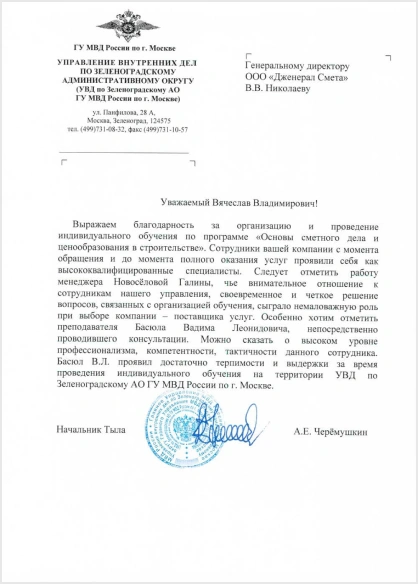 ГУ МВД России по г. Москве
УПРАВЛЕНИЕ ВНУТРЕННИХ ДЕЛ
ПО ЗЕЛЕНОГРАДСКОМУ
АДМИНИСТРАТИВНОМУ ОКРУГУ
(УВД по Зеленоградскому АО
ГУ МВД России по г. Москве)
ул. Панфилова, 28 А,
Москва, Зеленоград, 124575
тел. (499)731-08-32, факс (499)731-10-57
Генеральному директору
ООО «Дженерал Смета»
В.В. Николаеву
Уважаемый Вячеслав Владимирович!
Выражаем благодарность за организацию и проведение
индивидуального обучения по программе «Основы сметного дела и
ценообразования в строительстве». Сотрудники вашей компании с момента
обращения и до момента полного оказания услуг проявили себя как
высококвалифицированные специалисты. Следует отметить работу
менеджера Новосёловой Галины, чье внимательное отношение к
сотрудникам нашего управления, своевременное и четкое решение
вопросов, связанных с организацией обучения, сыграло немаловажную роль
при выборе компании – поставщика услуг. Особенно хотим отметить
преподавателя Басюла Вадима Леонидовича, непосредственно
проводившего консультации. Можно сказать о высоком уровне
профессионализма, компетентности, тактичности данного сотрудника.
Басюл В.Л. проявил достаточно терпимости и выдержки за время
проведения индивидуального обучения на территории УВД по
Зеленоградскому АО ГУ МВД России по г. Москве.
Начальник Тыла
А.Е. Черёмушкин